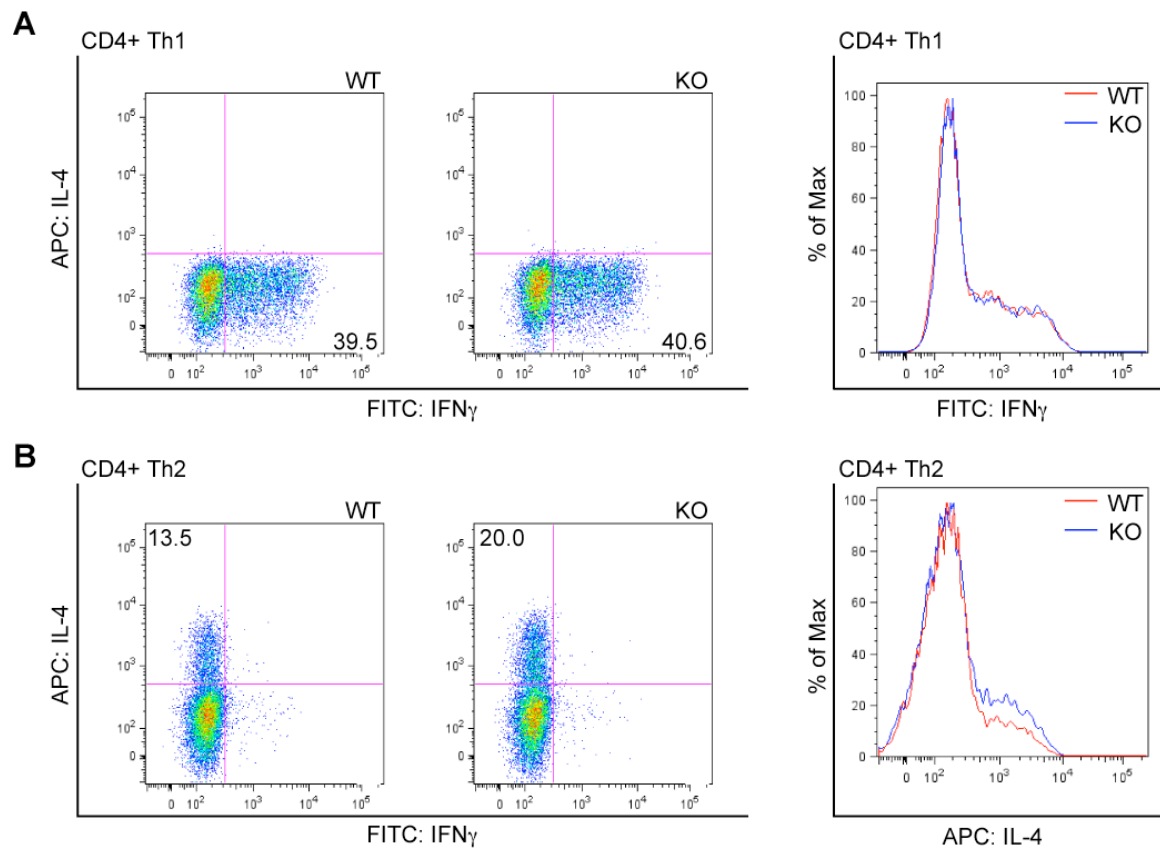 A
CD4+ Th1
WT
KO
APC: IL-4
10⁵
10⁴
10³
10²
0
39.5
0 10² 10³ 10⁴ 10⁵
40.6
0 10² 10³ 10⁴ 10⁵
FITC: IFNγ
CD4+ Th1
WT
KO
% of Max
100
80
60
40
20
0
0 10² 10³ 10⁴ 10⁵
FITC: IFNγ
B
CD4+ Th2
WT
KO
APC: IL-4
13.5
20.0
10⁵
10⁴
10³
10²
0
10⁵
10⁴
10³
10²
0
0 10² 10³ 10⁴ 10⁵
0 10² 10³ 10⁴ 10⁵
FITC: IFNγ
CD4+ Th2
WT
KO
% of Max
100
80
60
40
20
0
0 10² 10³ 10⁴ 10⁵
APC: IL-4